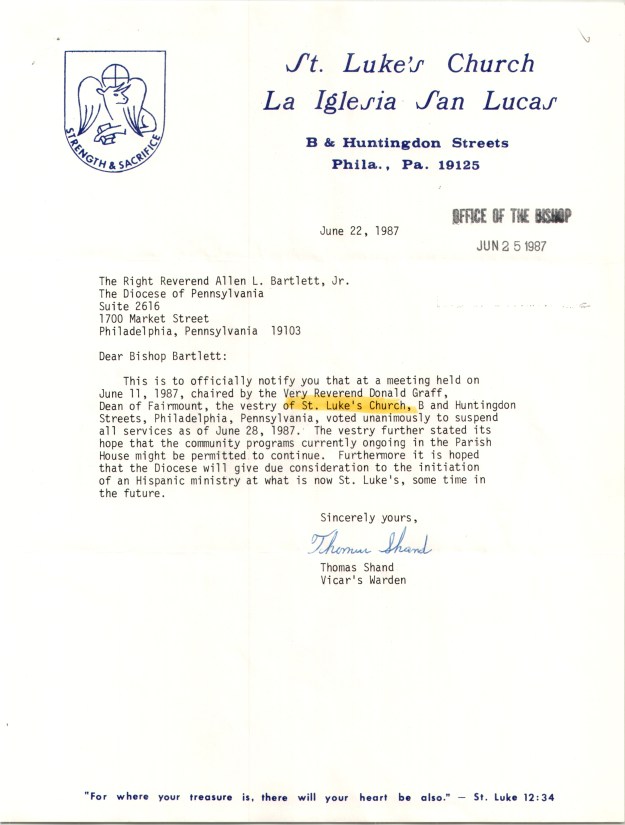 St. Luke's Church
La Iglesia San Lucas
B & Huntingdon Streets
Phila., Pa. 19125
STRENGTH & SACRIFICE
OFFICE OF THE BISHOP
JUN 25 1987
June 22, 1987
The Right Reverend Allen L. Bartlett, Jr.
The Diocese of Pennsylvania
Suite 2616
1700 Market Street
Philadelphia, Pennsylvania 19103
Dear Bishop Bartlett:
This is to officially notify you that at a meeting held on
June 11, 1987, chaired by the Very Reverend Donald Graff,
Dean of Fairmount, the vestry of St. Luke's Church, B and Huntingdon
Streets, Philadelphia, Pennsylvania, voted unanimously to suspend
all services as of June 28, 1987. The vestry further stated its
hope that the community programs currently ongoing in the Parish
House might be permitted to continue. Furthermore it is hoped
that the Diocese will give due consideration to the initiation
of an Hispanic ministry at what is now St. Luke's, some time in
the future.
Sincerely yours,
Thomas Shand
Thomas Shand
Vicar's Warden
"For where your treasure is, there will your heart be also." — St. Luke 12:34